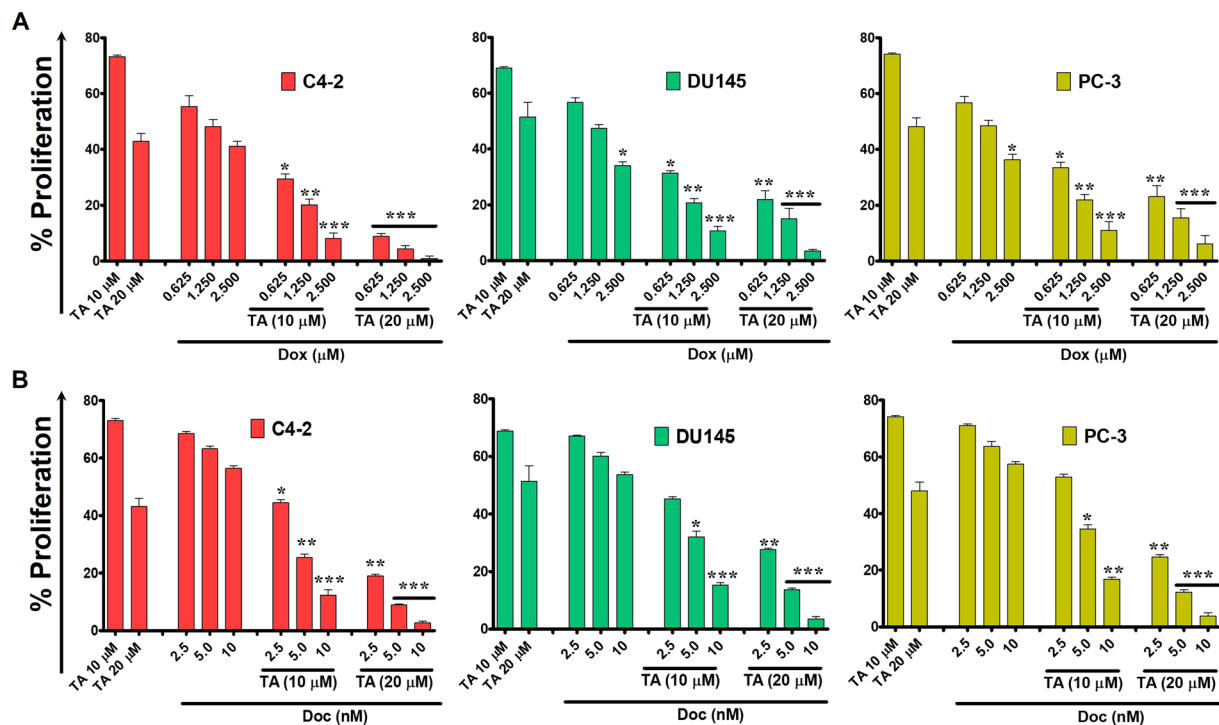 A
% Proliferation
80
60
40
20
0
C4-2
* ** *** ***
TA 10 μM TA 20 μM 0.625 1.250 2.500 0.625 1.250 2.500 0.625 1.250 2.500
TA (10 μM) TA (20 μM)
Dox (μM)
80
60
40
20
0
DU145
* * ** *** ** ***
TA 10 μM TA 20 μM 0.625 1.250 2.500 0.625 1.250 2.500 0.625 1.250 2.500
TA (10 μM) TA (20 μM)
Dox (μM)
80
60
40
20
0
PC-3
* * ** *** ** ***
TA 10 μM TA 20 μM 0.625 1.250 2.500 0.625 1.250 2.500 0.625 1.250 2.500
TA (10 μM) TA (20 μM)
Dox (μM)
B
% Proliferation
80
60
40
20
0
C4-2
* ** *** ** ***
TA 10 μM TA 20 μM 2.5 5.0 10 2.5 5.0 10 2.5 5.0 10
TA (10 μM) TA (20 μM)
Doc (nM)
80
60
40
20
0
DU145
* *** ** ***
TA 10 μM TA 20 μM 2.5 5.0 10 2.5 5.0 10 2.5 5.0 10
TA (10 μM) TA (20 μM)
Doc (nM)
80
60
40
20
0
PC-3
* ** ** ***
TA 10 μM TA 20 μM 2.5 5.0 10 2.5 5.0 10 2.5 5.0 10
TA (10 μM) TA (20 μM)
Doc (nM)